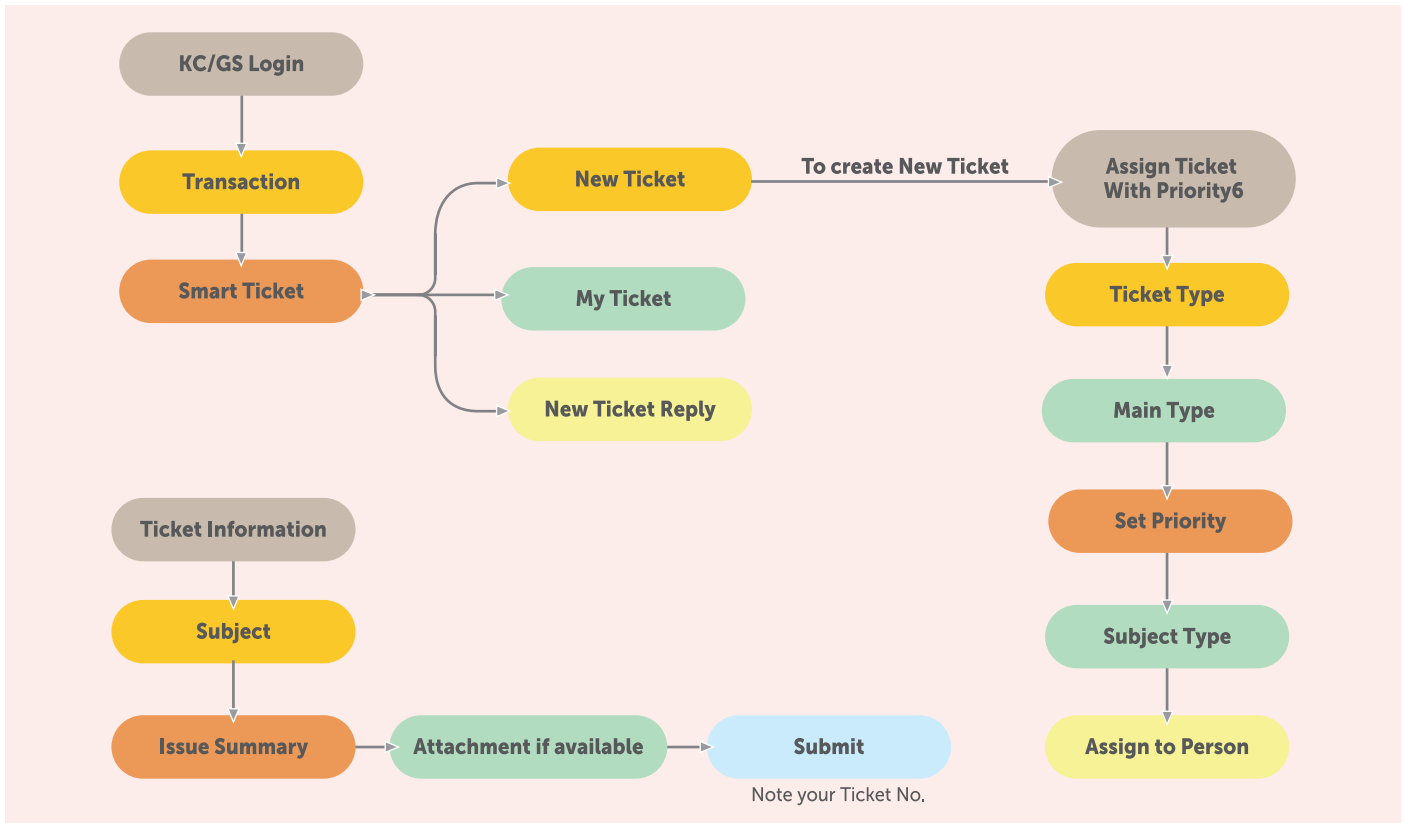 KC/GS Login
Transaction
Smart Ticket
New Ticket
My Ticket
New Ticket Reply
To create New Ticket
Assign Ticket
With Priority6
Ticket Type
Main Type
Set Priority
Subject Type
Assign to Person
Ticket Information
Subject
Issue Summary
Attachment if available
Submit
Note your Ticket No.